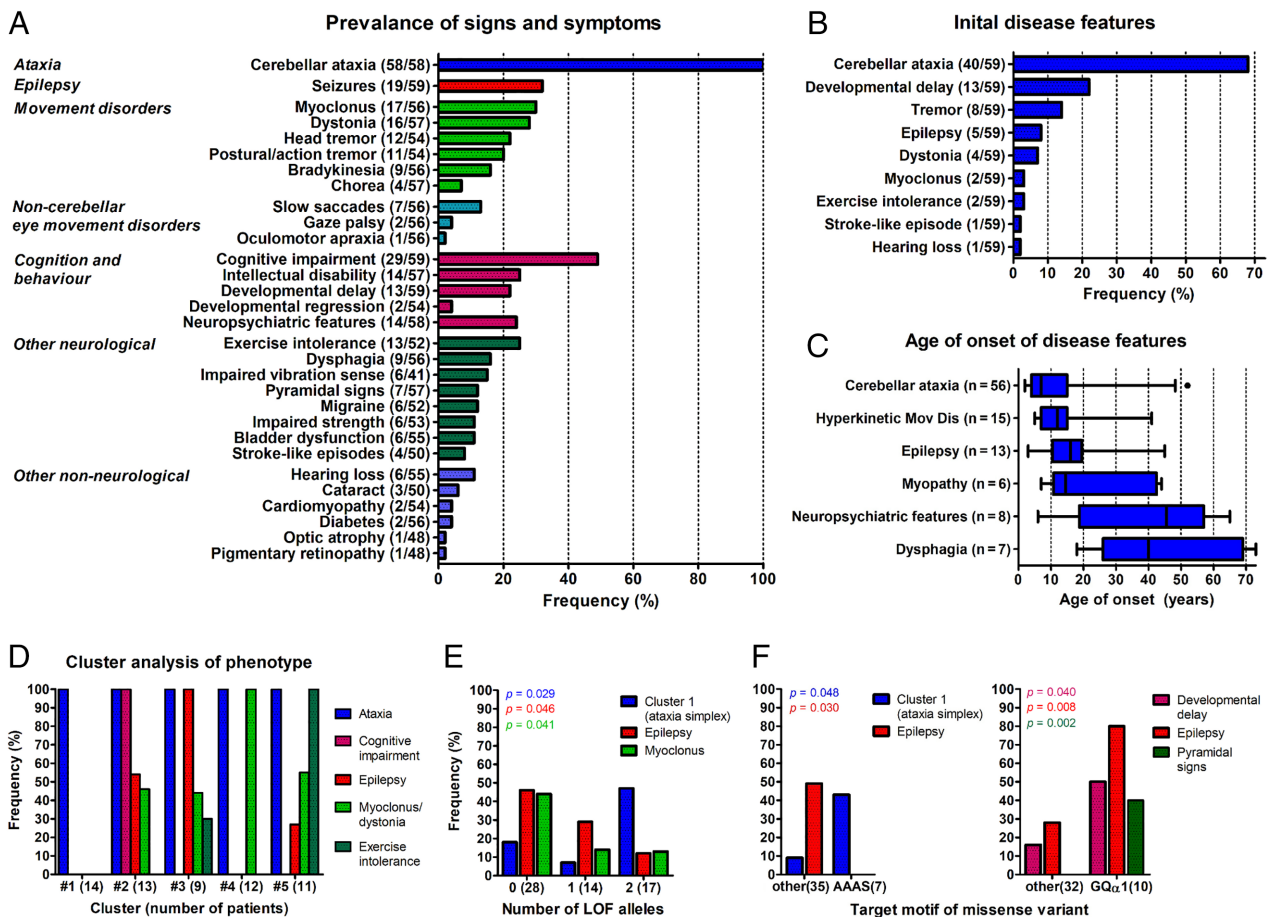 A
Prevalance of signs and symptoms
Ataxia
Cerebellar ataxia (58/58)
Epilepsy
Seizures (19/59)
Movement disorders
Myoclonus (17/56)
Dystonia (16/57)
Head tremor (12/54)
Postural/action tremor (11/54)
Bradykinesia (9/56)
Chorea (4/57)
Non-cerebellar
eye movement disorders
Slow saccades (7/56)
Gaze palsy (2/56)
Oculomotor apraxia (1/56)
Cognition and
behaviour
Cognitive impairment (29/59)
Intellectual disability (14/57)
Developmental delay (13/59)
Developmental regression (2/54)
Neuropsychiatric features (14/58)
Other neurological
Exercise intolerance (13/52)
Dysphagia (9/56)
Impaired vibration sense (6/41)
Pyramidal signs (7/57)
Migraine (6/52)
Impaired strength (6/53)
Bladder dysfunction (6/55)
Stroke-like episodes (4/50)
Other non-neurological
Hearing loss (6/55)
Cataract (3/50)
Cardiomyopathy (2/54)
Diabetes (2/56)
Optic atrophy (1/48)
Pigmentary retinopathy (1/48)
0 20 40 60 80 100
Frequency (%)
B
Inital disease features
Cerebellar ataxia (40/59)
Developmental delay (13/59)
Tremor (8/59)
Epilepsy (5/59)
Dystonia (4/59)
Myoclonus (2/59)
Exercise intolerance (2/59)
Stroke-like episode (1/59)
Hearing loss (1/59)
0 10 20 30 40 50 60 70
Frequency (%)
C
Age of onset of disease features
Cerebellar ataxia (n=56)
Hyperkinetic Mov Dis (n=15)
Epilepsy (n=13)
Myopathy (n=6)
Neuropsychiatric features (n=8)
Dysphagia (n=7)
0 10 20 30 40 50 60 70
Age of onset (years)
D
Cluster analysis of phenotype
Frequency (%)
100
90
80
70
60
50
40
30
20
10
0
#1 (14) #2 (13) #3 (9) #4 (12) #5 (11)
Cluster (number of patients)
Ataxia
Cognitive
impairment
Epilepsy
Myoclonus/
dystonia
Exercise
intolerance
E
Frequency (%)
100
90
80
70
60
50
40
30
20
10
0
p = 0.029
p = 0.046
p = 0.041
Cluster 1
(ataxia simplex)
Epilepsy
Myoclonus
0 (28) 1 (14) 2 (17)
Number of LOF alleles
F
100
90
80
70
60
50
40
30
20
10
0
p = 0.048
p = 0.030
Cluster 1
(ataxia simplex)
Epilepsy
other(35) AAAS(7)
100
90
80
70
60
50
40
30
20
10
0
p = 0.040
p = 0.008
p = 0.002
Developmental
delay
Epilepsy
Pyramidal
signs
other(32) GQα1(10)
Target motif of missense variant